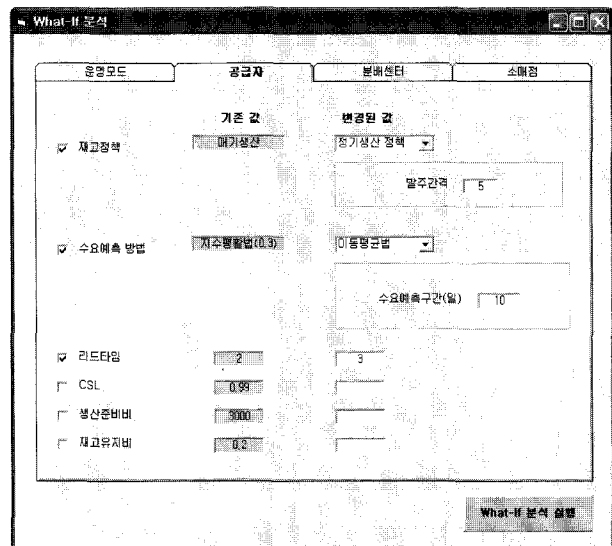 What-If 분석
운영모드 공급자 분배센터 소매점
기존 값 변경된 값
재고정책 매기생산 정기생산 정책
발주간격 5
수요예측 방법 지수평활법(0.3) 이동평균법
수요예측구간(일) 10
리드타임 2 3
CSL 0.99
생산준비비 3000
재고유지비 0.2
What-If 분석 실행